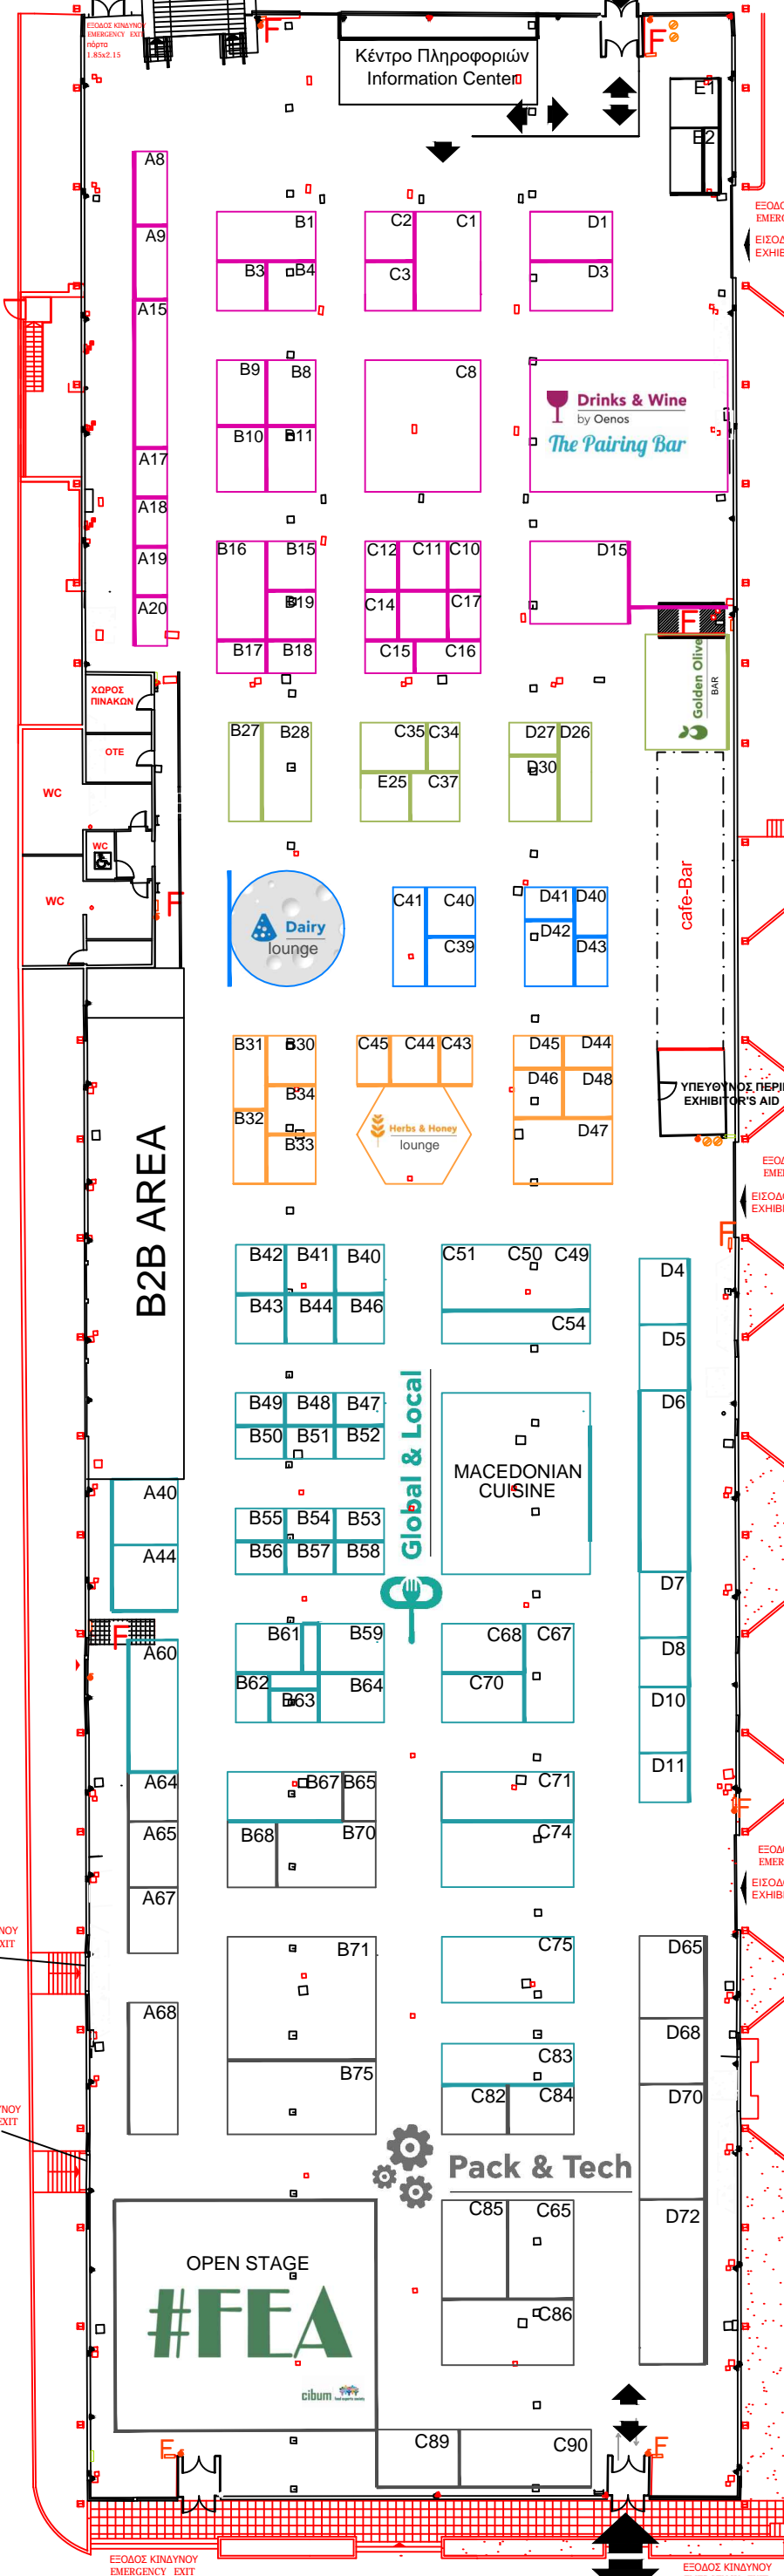 ΕΞΟΔΟΣ ΚΙΝΔΥΝΟΥ
EMERGENCY EXIT
πόρτα
1.85x2.15
F
Κέντρο Πληροφοριών
Information Center
F
E1
E2
A8
A9
A15
A17
A18
A19
A20
B1
B3
B4
C2
C1
C3
D1
D3
B9
B8
B10
B11
C8
Drinks & Wine
by Oenos
The Pairing Bar
B16
B15
B19
B17
B18
C12
C11
C10
C14
C17
C15
C16
D15
F
Golden Olive
BAR
ΧΩΡΟΣ
ΠΙΝΑΚΩΝ
ΟΤΕ
WC
WC
WC
F
B27
B28
C35
C34
E25
C37
D27
D26
D30
cafe-Bar
Dairy
lounge
C41
C40
C39
D41
D40
D42
D43
B31
B30
B34
B32
B33
C45
C44
C43
Herbs & Honey
lounge
D45
D44
D46
D48
D47
EXHIBITOR'S AID
B2B AREA
F
B42
B41
B40
B43
B44
B46
C51
C50
C49
C54
D4
D5
D6
B49
B48
B47
B50
B51
B52
Global & Local
MACEDONIAN
CUISINE
A40
A44
B55
B54
B53
B56
B57
B58
D7
D8
D10
D11
F
A60
B61
B59
B62
B63
B64
C68
C67
C70
A64
A65
A67
B67
B65
B68
B70
C71
C74
F
A68
B71
B75
C75
C83
C82
C84
D65
D68
D70
D72
Pack & Tech
C85
C65
C86
OPEN STAGE
#FEA
cibum
C89
C90
F
F
ΕΞΟΔΟΣ ΚΙΝΔΥΝΟΥ
EMERGENCY EXIT
ΕΞΟΔΟΣ ΚΙΝΔΥΝΟΥ